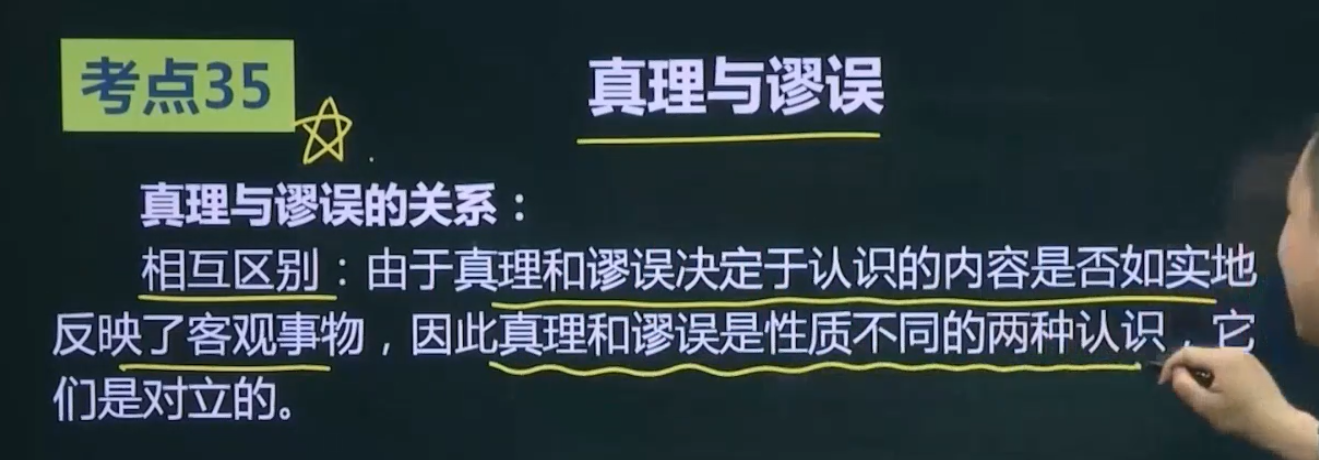 考点35
真理与谬误
真理与谬误的关系：
相互区别：由于真理和谬误决定于认识的内容是否如实地
反映了客观事物，因此真理和谬误是性质不同的两种认识，它
们是对立的。